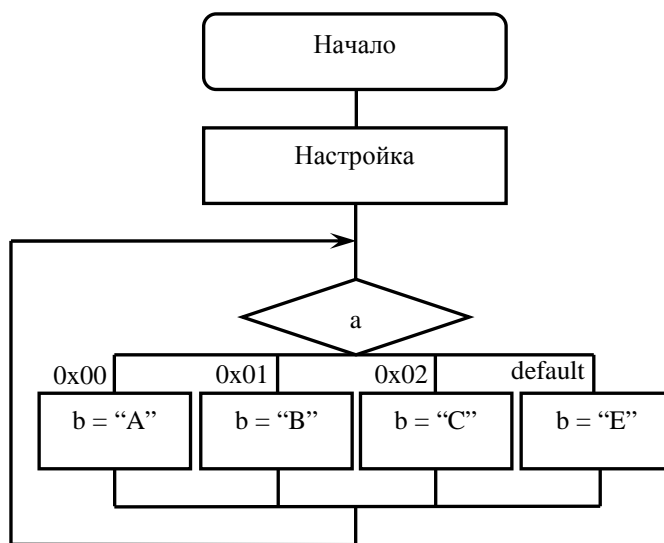 Начало
Настройка
a
0x00
0x01
0x02
default
b = “A”
b = “B”
b = “C”
b = “E”